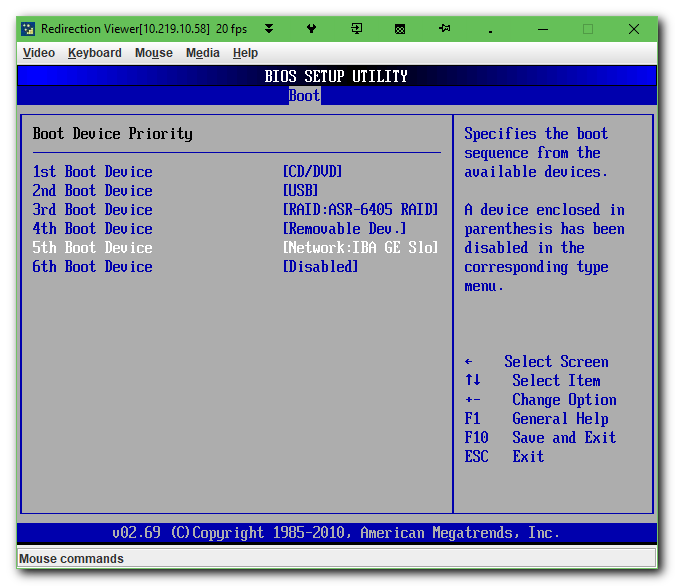 Redirection Viewer[10.219.10.58] 20 fps
Video Keyboard Mouse Media Help
BIOS SETUP UTILITY
Boot
Boot Device Priority
1st Boot Device [CD/DVD]
2nd Boot Device [USB]
3rd Boot Device [RAID:ASR-6405 RAID]
4th Boot Device [Removable Dev.]
5th Boot Device [Network:IBA GE Slo]
6th Boot Device [Disabled]
Specifies the boot
sequence from the
available devices.
A device enclosed in
parenthesis has been
disabled in the
corresponding type
menu.
← Select Screen
↑↓ Select Item
+- Change Option
F1 General Help
F10 Save and Exit
ESC Exit
v02.69 (C)Copyright 1985-2010, American Megatrends, Inc.
Mouse commands